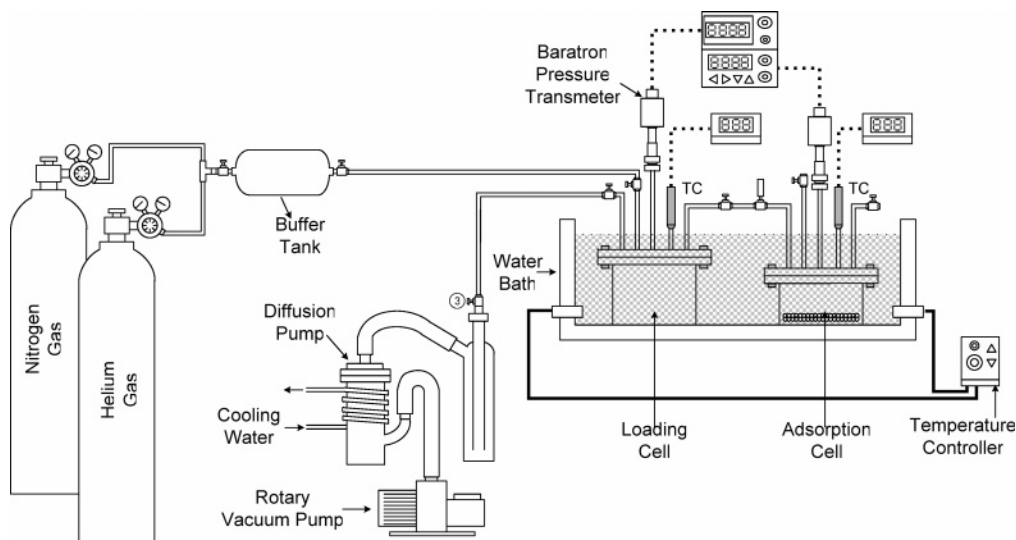 Baratron
Pressure
Transmeter
TC
TC
Buffer
Tank
Water
Bath
Nitrogen
Gas
Helium
Gas
3
Diffusion
Pump
Cooling
Water
Loading
Cell
Adsorption
Cell
Temperature
Controller
Rotary
Vacuum Pump